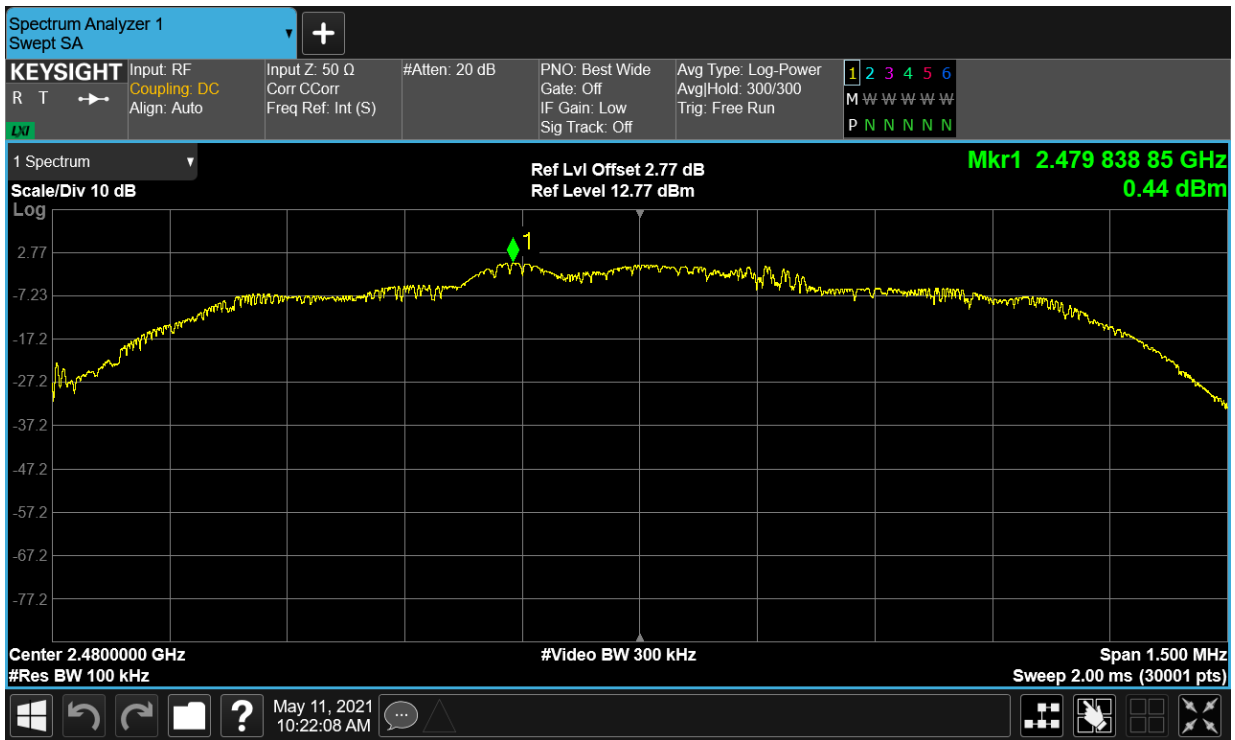 Spectrum Analyzer 1
Swept SA
+
KEYSIGHT
R T
LXI
Input: RF
Coupling: DC
Align: Auto
Input Z: 50 Ω
Corr CCorr
Freq Ref: Int (S)
#Atten: 20 dB
PNO: Best Wide
Gate: Off
IF Gain: Low
Sig Track: Off
Avg Type: Log-Power
Avg|Hold: 300/300
Trig: Free Run
1 2 3 4 5 6
M W W W W W
P N N N N N
1 Spectrum
Scale/Div 10 dB
Log
Ref Lvl Offset 2.77 dB
Ref Level 12.77 dBm
Mkr1 2.479 838 85 GHz
0.44 dBm
1
2.77
-7.23
-17.2
-27.2
-37.2
-47.2
-57.2
-67.2
-77.2
Center 2.4800000 GHz
#Res BW 100 kHz
#Video BW 300 kHz
Span 1.500 MHz
Sweep 2.00 ms (30001 pts)
?
May 11, 2021
10:22:08 AM